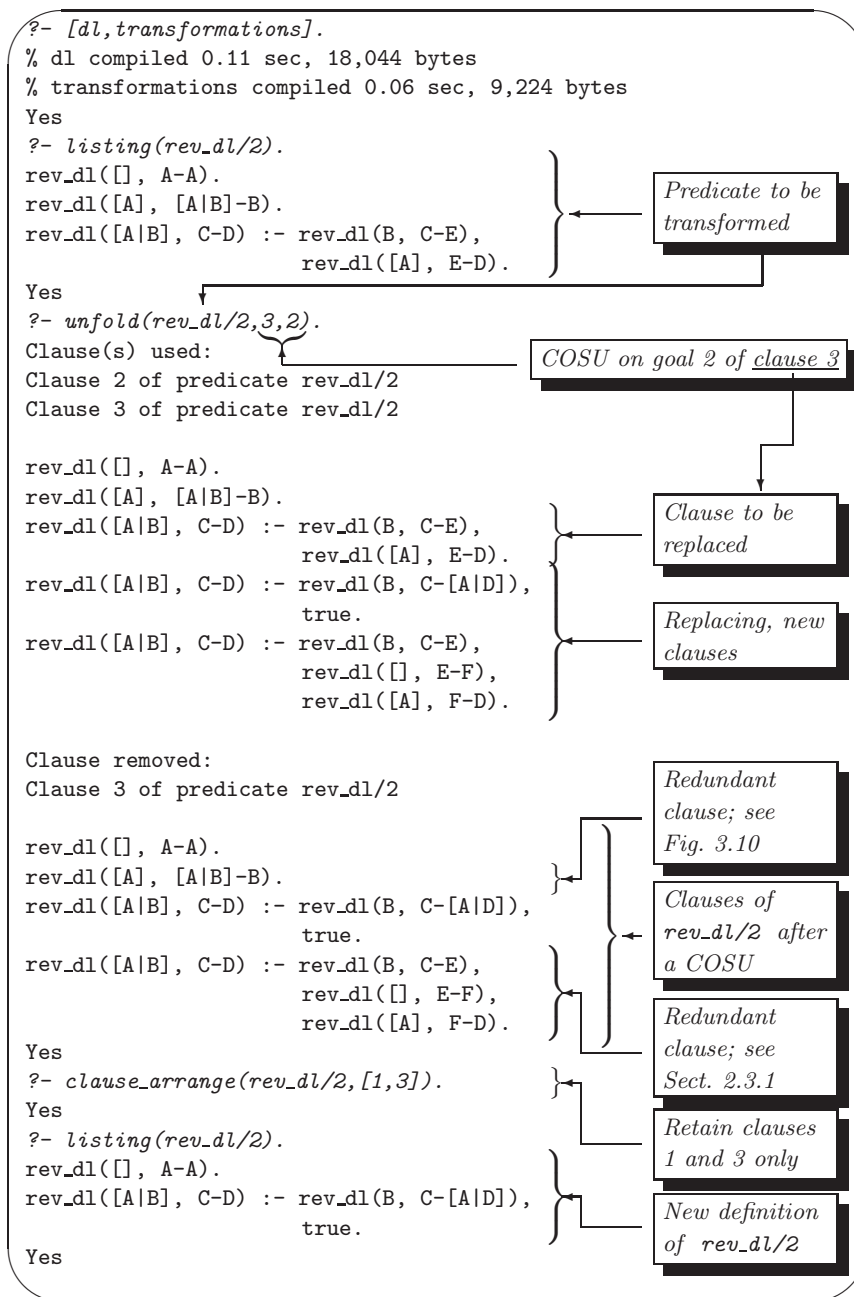 ?- [dl,transformations].
% dl compiled 0.11 sec, 18,044 bytes
% transformations compiled 0.06 sec, 9,224 bytes
Yes
?- listing(rev_dl/2).
rev_dl([], A-A).
rev_dl([A], [A|B]-B).
rev_dl([A|B], C-D) :- rev_dl(B, C-E),
rev_dl([A], E-D).
Predicate to be
transformed
Yes
?- unfold(rev_dl/2,3,2).
Clause(s) used:
COSU on goal 2 of clause 3
Clause 2 of predicate rev_dl/2
Clause 3 of predicate rev_dl/2
rev_dl([], A-A).
rev_dl([A], [A|B]-B).
rev_dl([A|B], C-D) :- rev_dl(B, C-E),
rev_dl([A], E-D).
Clause to be
replaced
rev_dl([A|B], C-D) :- rev_dl(B, C-[A|D]),
true.
rev_dl([A|B], C-D) :- rev_dl(B, C-E),
rev_dl([], E-F),
rev_dl([A], F-D).
Replacing, new
clauses
Clause removed:
Clause 3 of predicate rev_dl/2
Redundant
clause; see
Fig. 3.10
rev_dl([], A-A).
rev_dl([A], [A|B]-B).
rev_dl([A|B], C-D) :- rev_dl(B, C-[A|D]),
true.
rev_dl([A|B], C-D) :- rev_dl(B, C-E),
rev_dl([], E-F),
rev_dl([A], F-D).
Clauses of
rev_dl/2 after
a COSU
Redundant
clause; see
Sect. 2.3.1
Yes
?- clause_arrange(rev_dl/2,[1,3]).
Retain clauses
1 and 3 only
Yes
?- listing(rev_dl/2).
rev_dl([], A-A).
rev_dl([A|B], C-D) :- rev_dl(B, C-[A|D]),
true.
New definition
of rev_dl/2
Yes